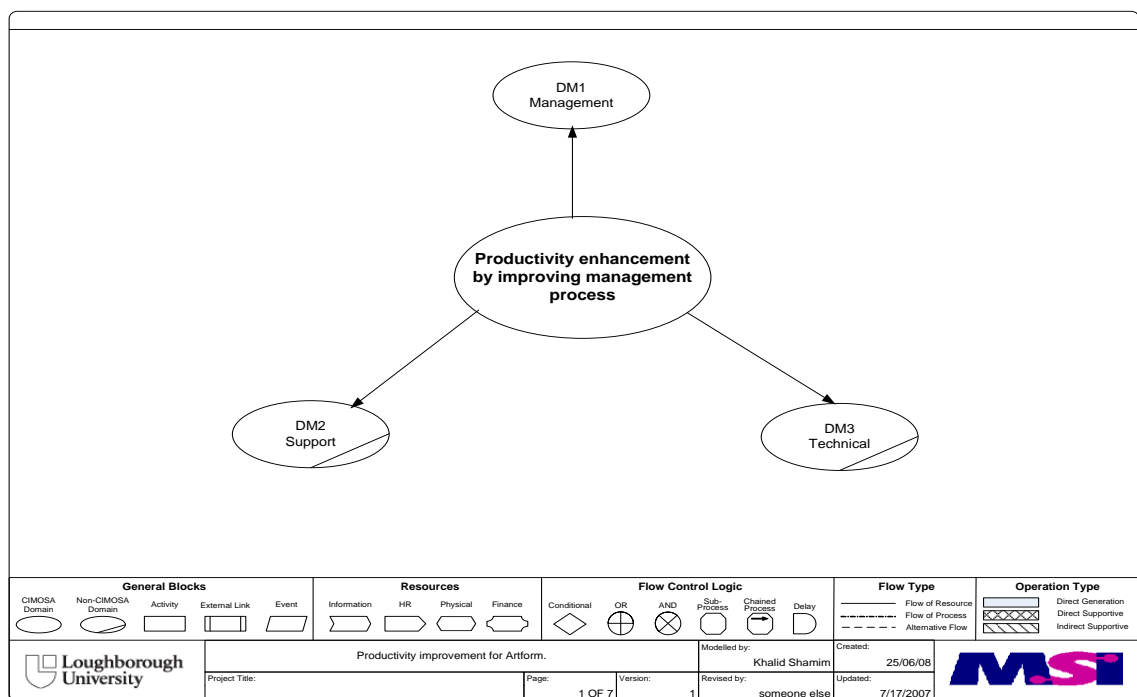 DM1
Management
Productivity enhancement
by improving management
process
DM2
Support
DM3
Technical
General Blocks
Resources
Flow Control Logic
Flow Type
Operation Type
CIMOSA
Domain
Non-CIMOSA
Domain
Activity
External Link
Event
Information
HR
Physical
Finance
Conditional
OR
AND
Sub-
Process
Chained
Process
Delay
Flow of Resource
Flow of Process
Alternative Flow
Direct Generation
Direct Supportive
Indirect Supportive
Loughborough
University
Productivity improvement for Artform.
Modelled by:
Khalid Shamim
Created:
25/06/08
Project Title:
Page:
1 OF 7
Version:
1
Revised by:
someone else
Updated:
7/17/2007
MSI